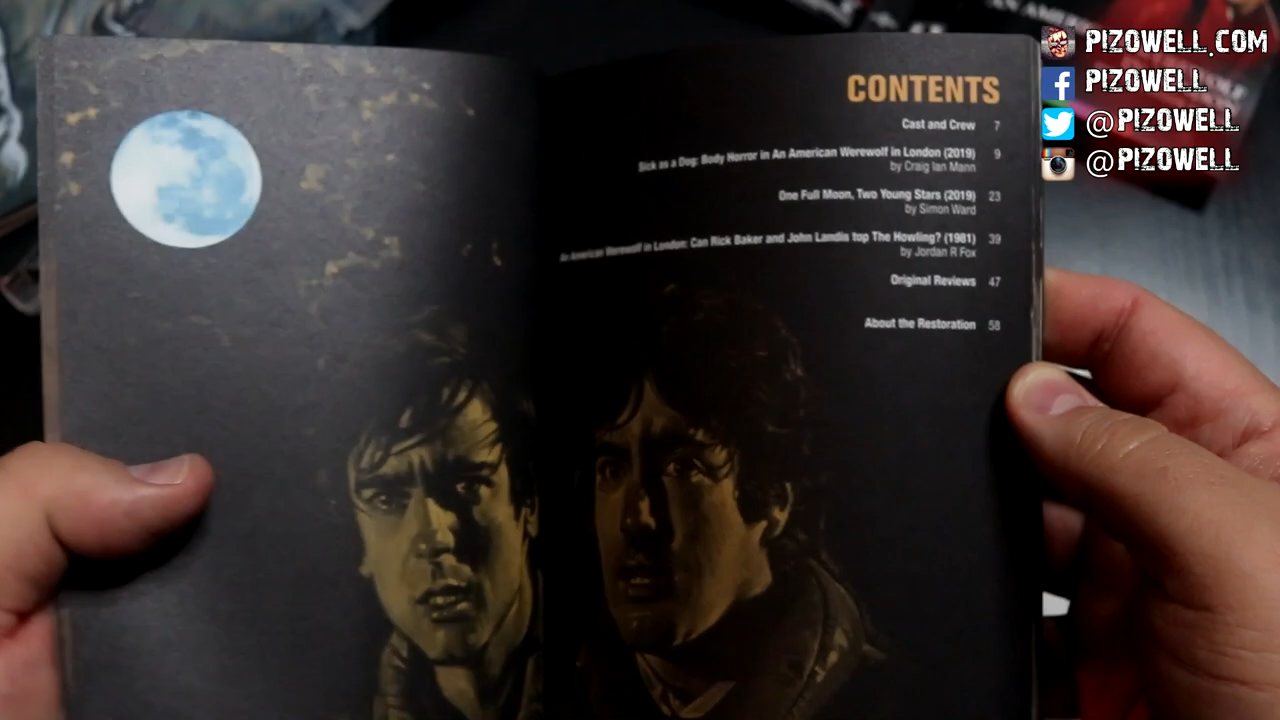 CONTENTS
Cast and Crew 7
Sick as a Dog: Body Horror in An American Werewolf in London (2019) 9
by Craig Ian Mann
One Full Moon, Two Young Stars (2019) 23
by Simon Ward
An American Werewolf in London: Can Rick Baker and John Landis top The Howling? (1981) 39
by Jordan R Fox
Original Reviews 47
About the Restoration 58
PIZOWELL.COM
PIZOWELL
@PIZOWELL
@PIZOWELL